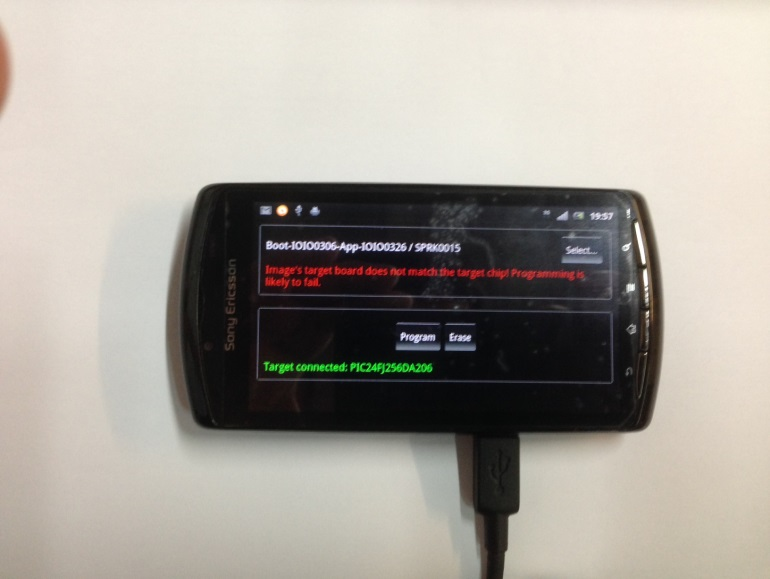 19:57
Boot-IOIO0306-App-IOIO0326 / SPRK0015
Select...
Image's target board does not match the target chip! Programming is
likely to fail.
Program
Erase
Target connected: PIC24FJ256DA206
Sony Ericsson